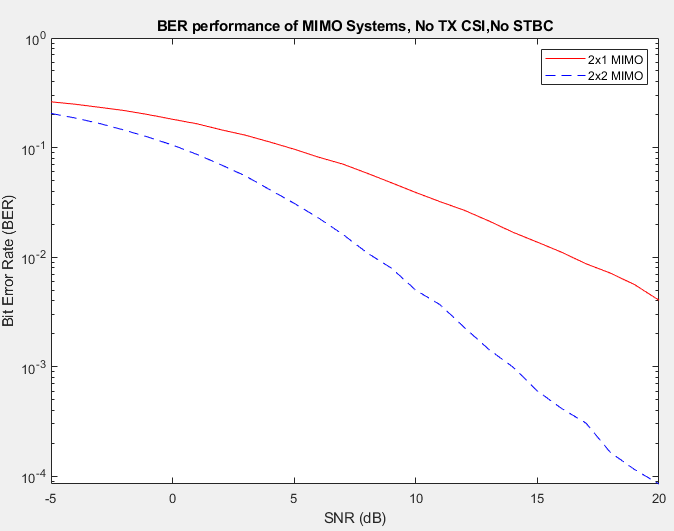 BER performance of MIMO Systems, No TX CSI,No STBC
2x1 MIMO
2x2 MIMO
Bit Error Rate (BER)
10^0
10^-1
10^-2
10^-3
10^-4
-5 0 5 10 15 20
SNR (dB)